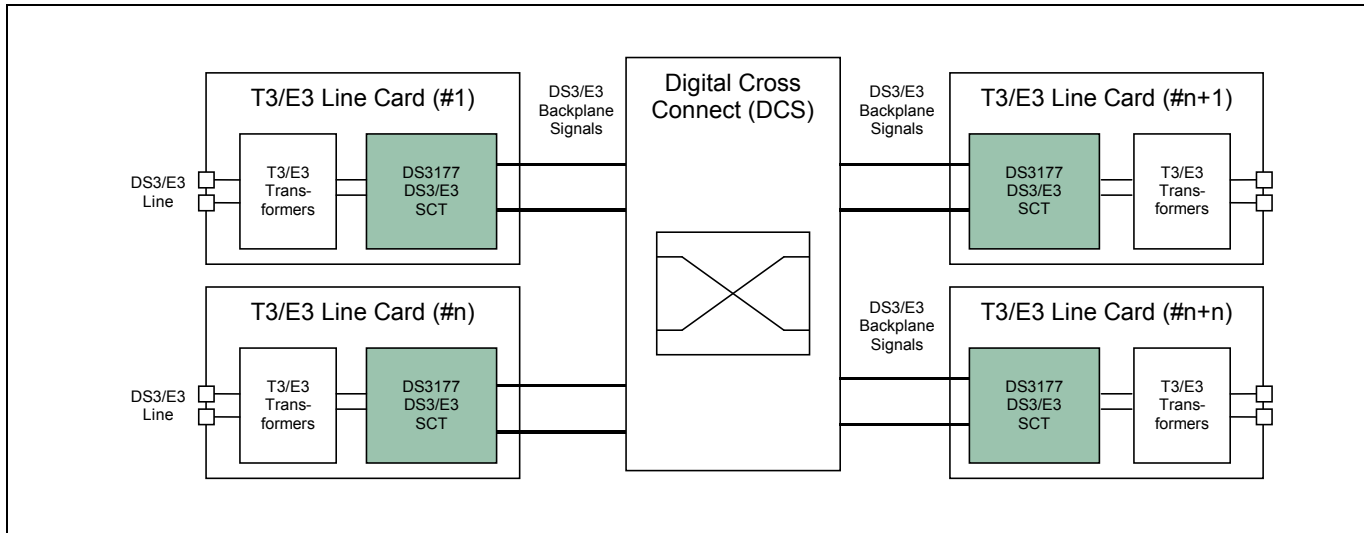 T3/E3 Line Card (#1)
DS3/E3
Line
T3/E3
Trans-
formers
DS3177
DS3/E3
SCT
DS3/E3
Backplane
Signals
Digital Cross
Connect (DCS)
DS3/E3
Backplane
Signals
T3/E3 Line Card (#n+1)
DS3177
DS3/E3
SCT
T3/E3
Trans-
formers
T3/E3 Line Card (#n)
DS3/E3
Line
T3/E3
Trans-
formers
DS3177
DS3/E3
SCT
DS3/E3
Backplane
Signals
T3/E3 Line Card (#n+n)
DS3177
DS3/E3
SCT
T3/E3
Trans-
formers